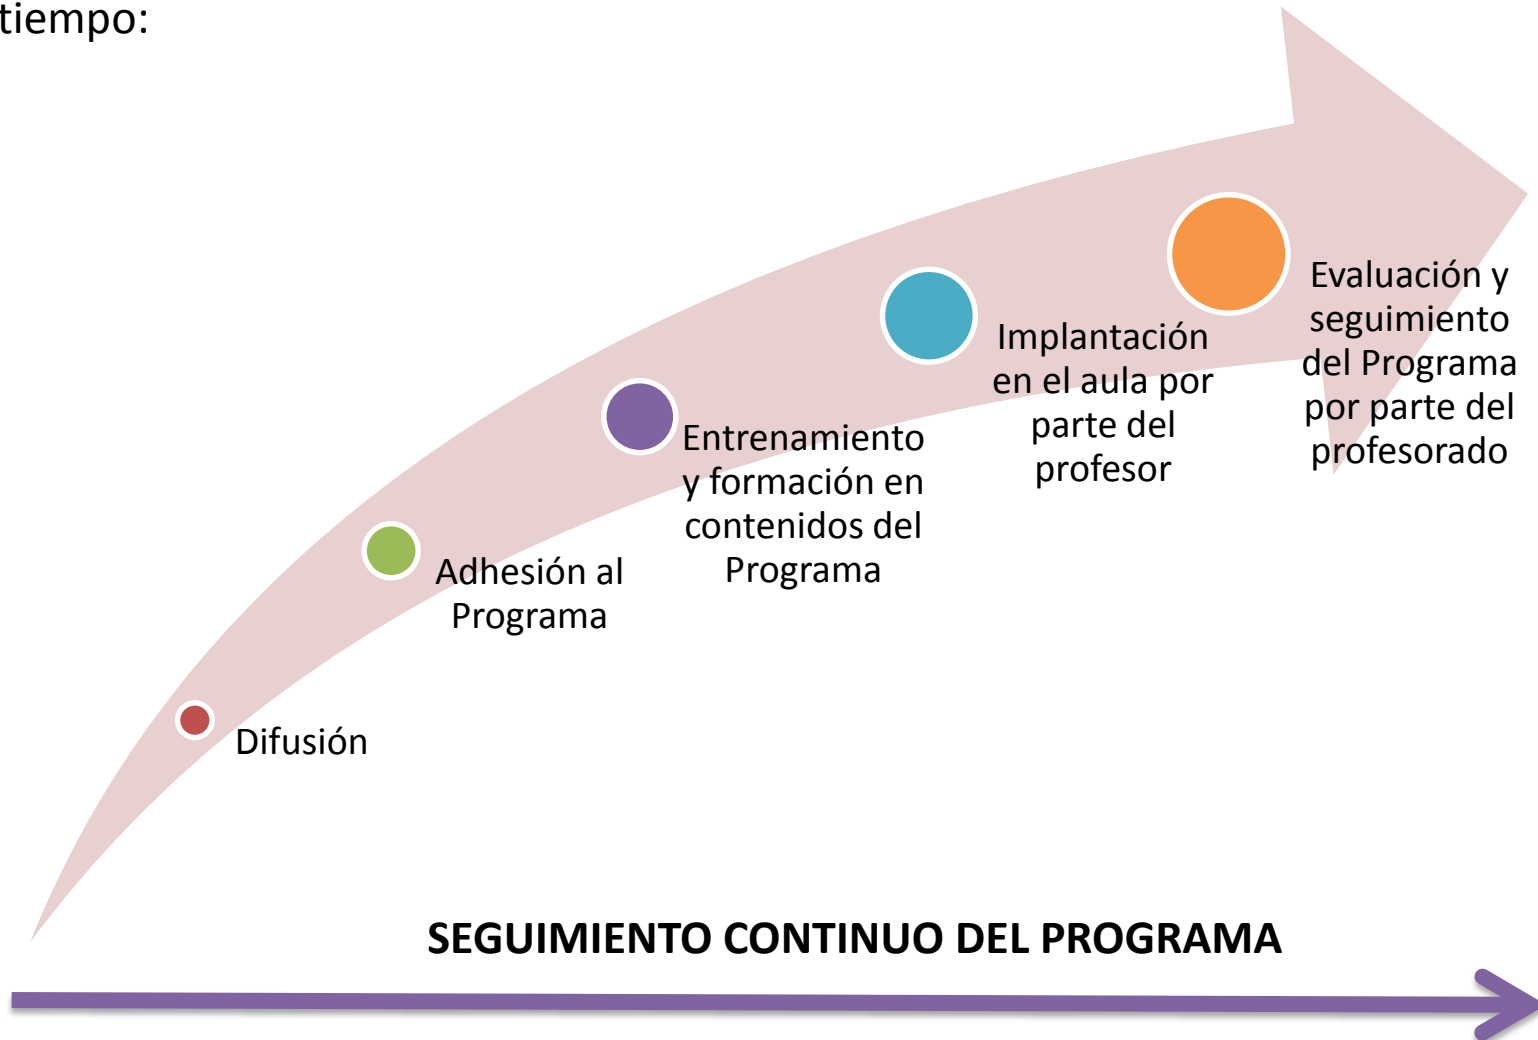 tiempo:
Evaluación y
seguimiento
del Programa
por parte del
profesorado
Implantación
en el aula por
parte del
profesor
Entrenamiento
y formación en
contenidos del
Programa
Adhesión al
Programa
Difusión
SEGUIMIENTO CONTINUO DEL PROGRAMA